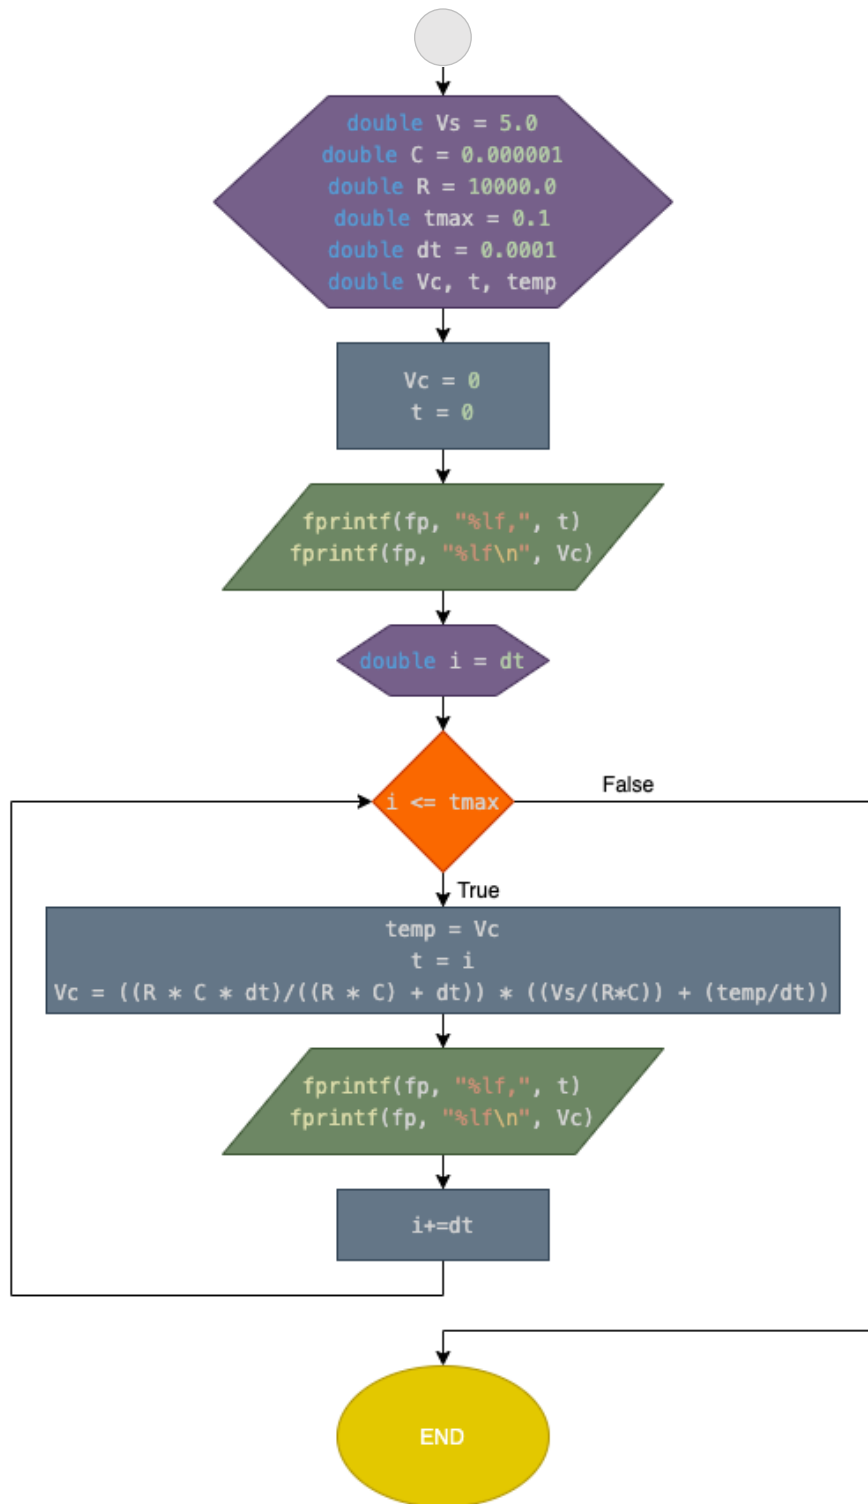 double Vs = 5.0
double C = 0.000001
double R = 10000.0
double tmax = 0.1
double dt = 0.0001
double Vc, t, temp
Vc = 0
t = 0
fprintf(fp, "%lf,", t)
fprintf(fp, "%lf\n", Vc)
double i = dt
i <= tmax
False
True
temp = Vc
t = i
Vc = ((R * C * dt)/((R * C) + dt)) * ((Vs/(R*C)) + (temp/dt))
fprintf(fp, "%lf,", t)
fprintf(fp, "%lf\n", Vc)
i+=dt
END